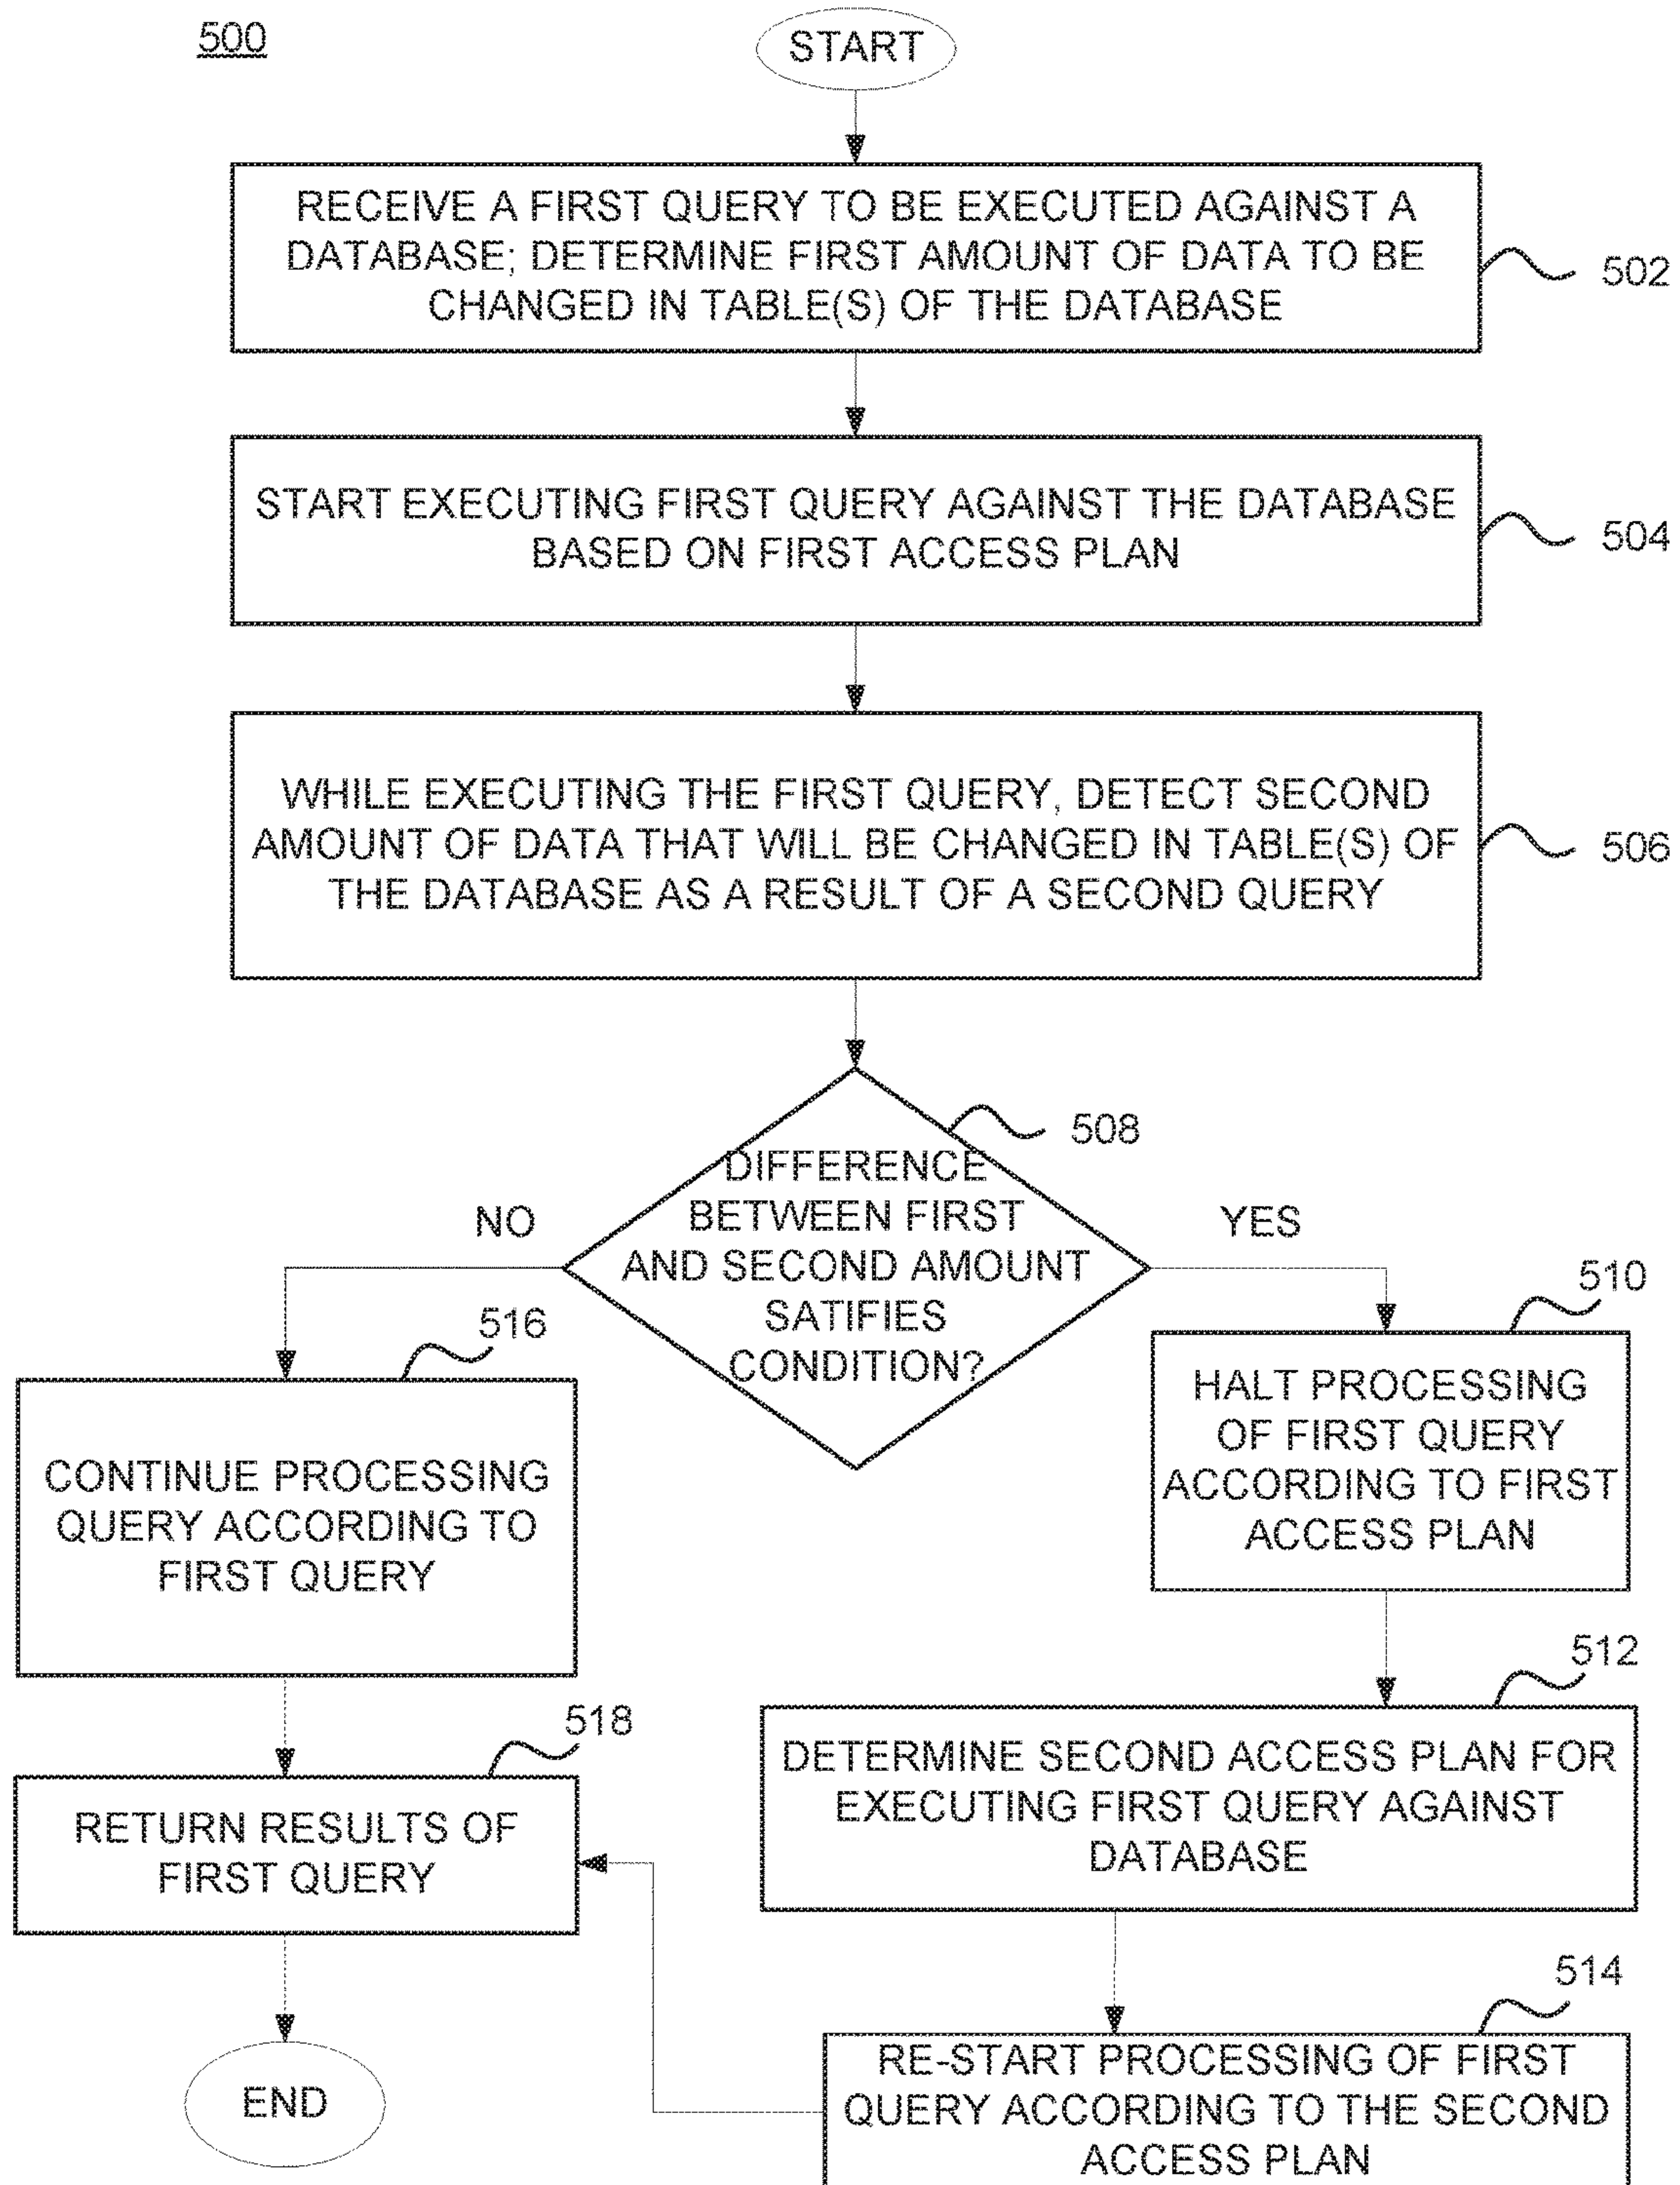 500
START
RECEIVE A FIRST QUERY TO BE EXECUTED AGAINST A
DATABASE; DETERMINE FIRST AMOUNT OF DATA TO BE
CHANGED IN TABLE(S) OF THE DATABASE
502
START EXECUTING FIRST QUERY AGAINST THE DATABASE
BASED ON FIRST ACCESS PLAN
504
WHILE EXECUTING THE FIRST QUERY, DETECT SECOND
AMOUNT OF DATA THAT WILL BE CHANGED IN TABLE(S) OF
THE DATABASE AS A RESULT OF A SECOND QUERY
506
508
DIFFERENCE
BETWEEN FIRST
AND SECOND AMOUNT
SATIFIES
CONDITION?
NO
YES
516
CONTINUE PROCESSING
QUERY ACCORDING TO
FIRST QUERY
510
HALT PROCESSING
OF FIRST QUERY
ACCORDING TO FIRST
ACCESS PLAN
512
DETERMINE SECOND ACCESS PLAN FOR
EXECUTING FIRST QUERY AGAINST
DATABASE
514
RE-START PROCESSING OF FIRST
QUERY ACCORDING TO THE SECOND
ACCESS PLAN
518
RETURN RESULTS OF
FIRST QUERY
END